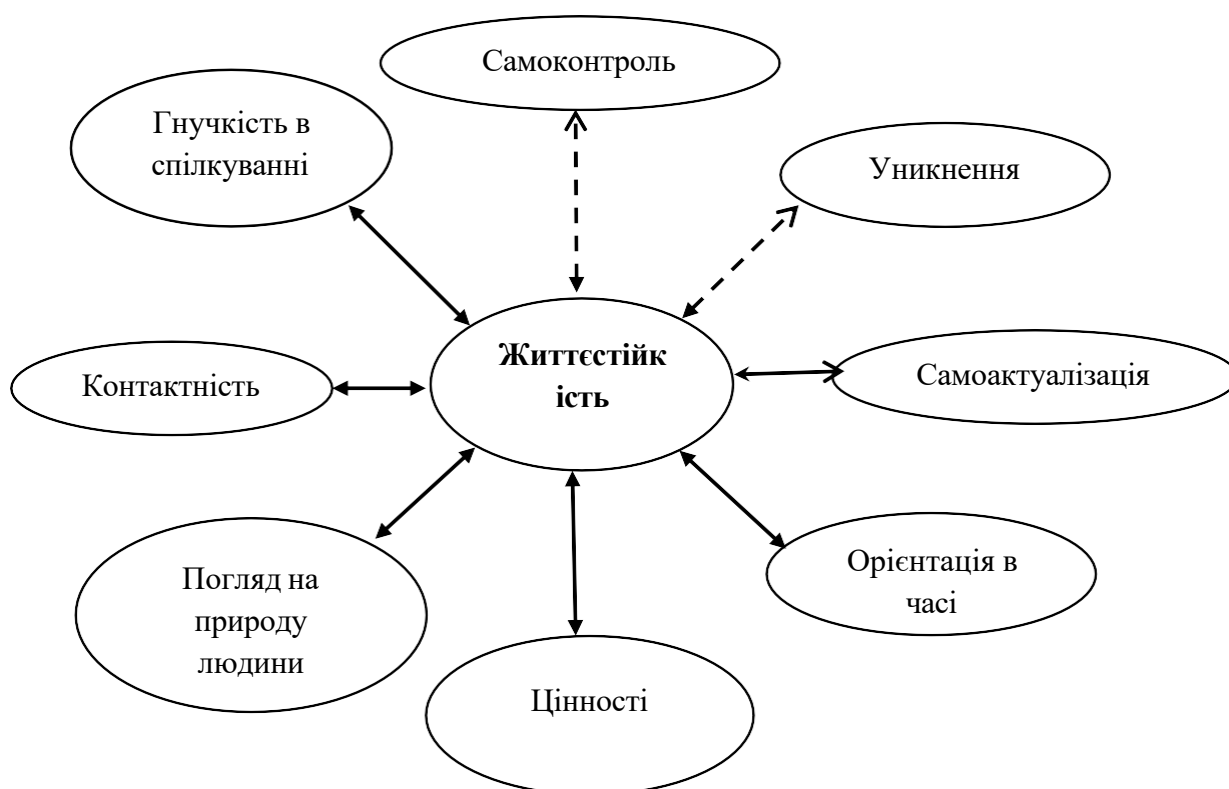 Самоконтроль
Гнучкість в
спілкуванні
Уникнення
Життєстійк
ість
Контактність
Самоактуалізація
Погляд на
природу
людини
Орієнтація в
часі
Цінності